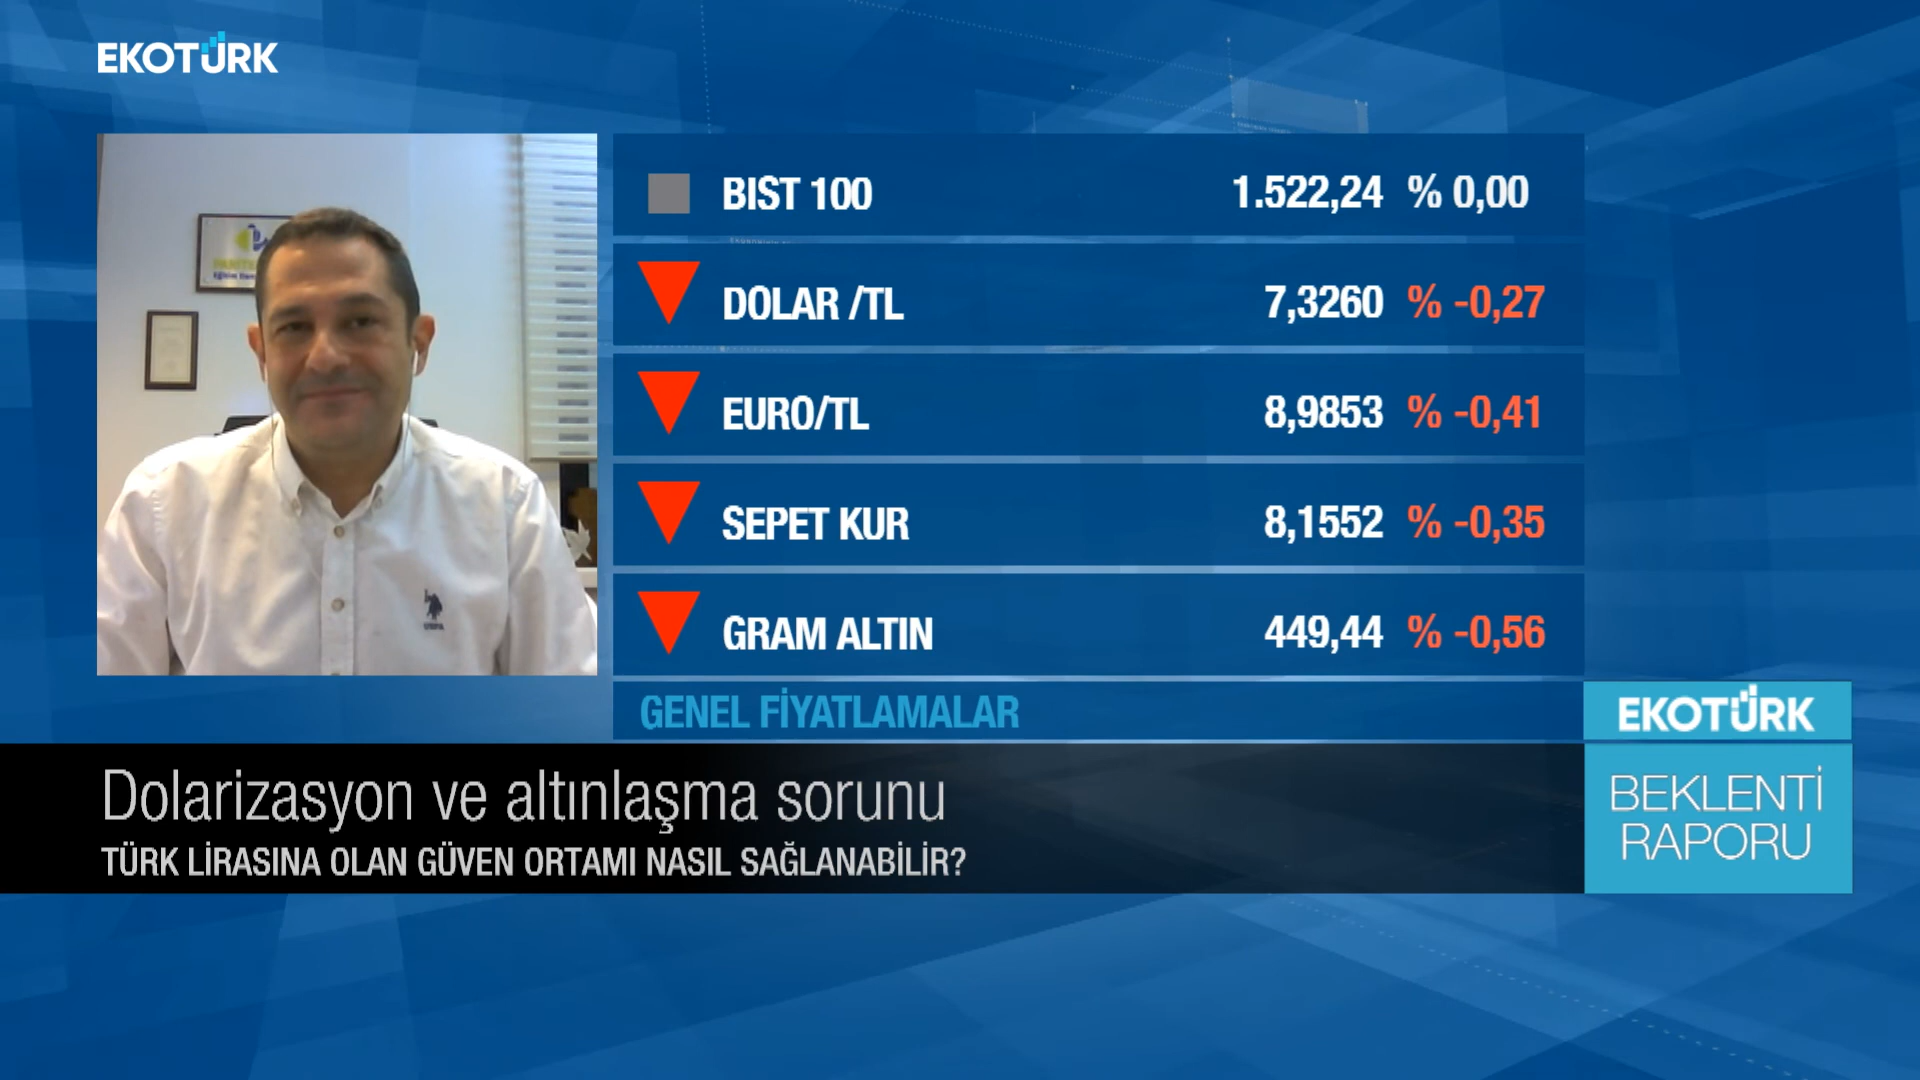 EKOTÜRK
BIST 100 1.522,24 % 0,00
DOLAR /TL 7,3260 % -0,27
EURO/TL 8,9853 % -0,41
SEPET KUR 8,1552 % -0,35
GRAM ALTIN 449,44 % -0,56
GENEL FİYATLAMALAR
EKOTÜRK
Dolarizasyon ve altınlaşma sorunu
TÜRK LİRASINA OLAN GÜVEN ORTAMI NASIL SAĞLANABİLİR?
BEKLENTİ
RAPORU